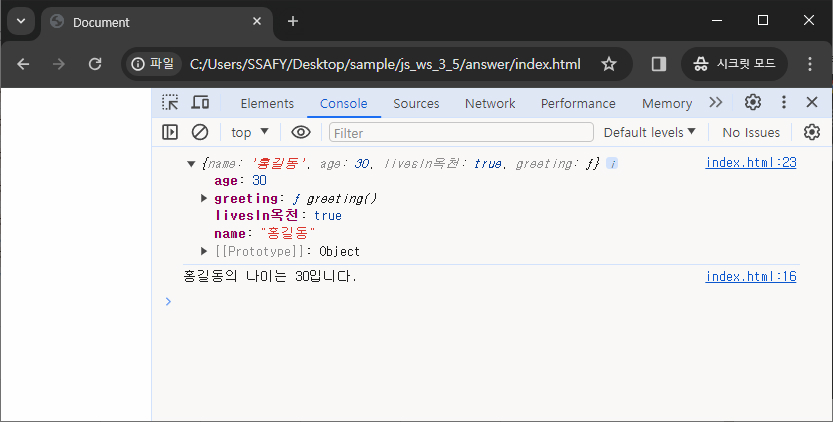 Document
파일 C:/Users/SSAFY/Desktop/sample/js_ws_3_5/answer/index.html 시크릿 모드
Elements Console Sources Network Performance Memory
top Filter Default levels No Issues
{name: '홍길동', age: 30, livesIn옥천: true, greeting: ƒ} i index.html:23
age: 30
greeting: ƒ greeting()
livesIn옥천: true
name: "홍길동"
[[Prototype]]: Object
홍길동의 나이는 30입니다. index.html:16